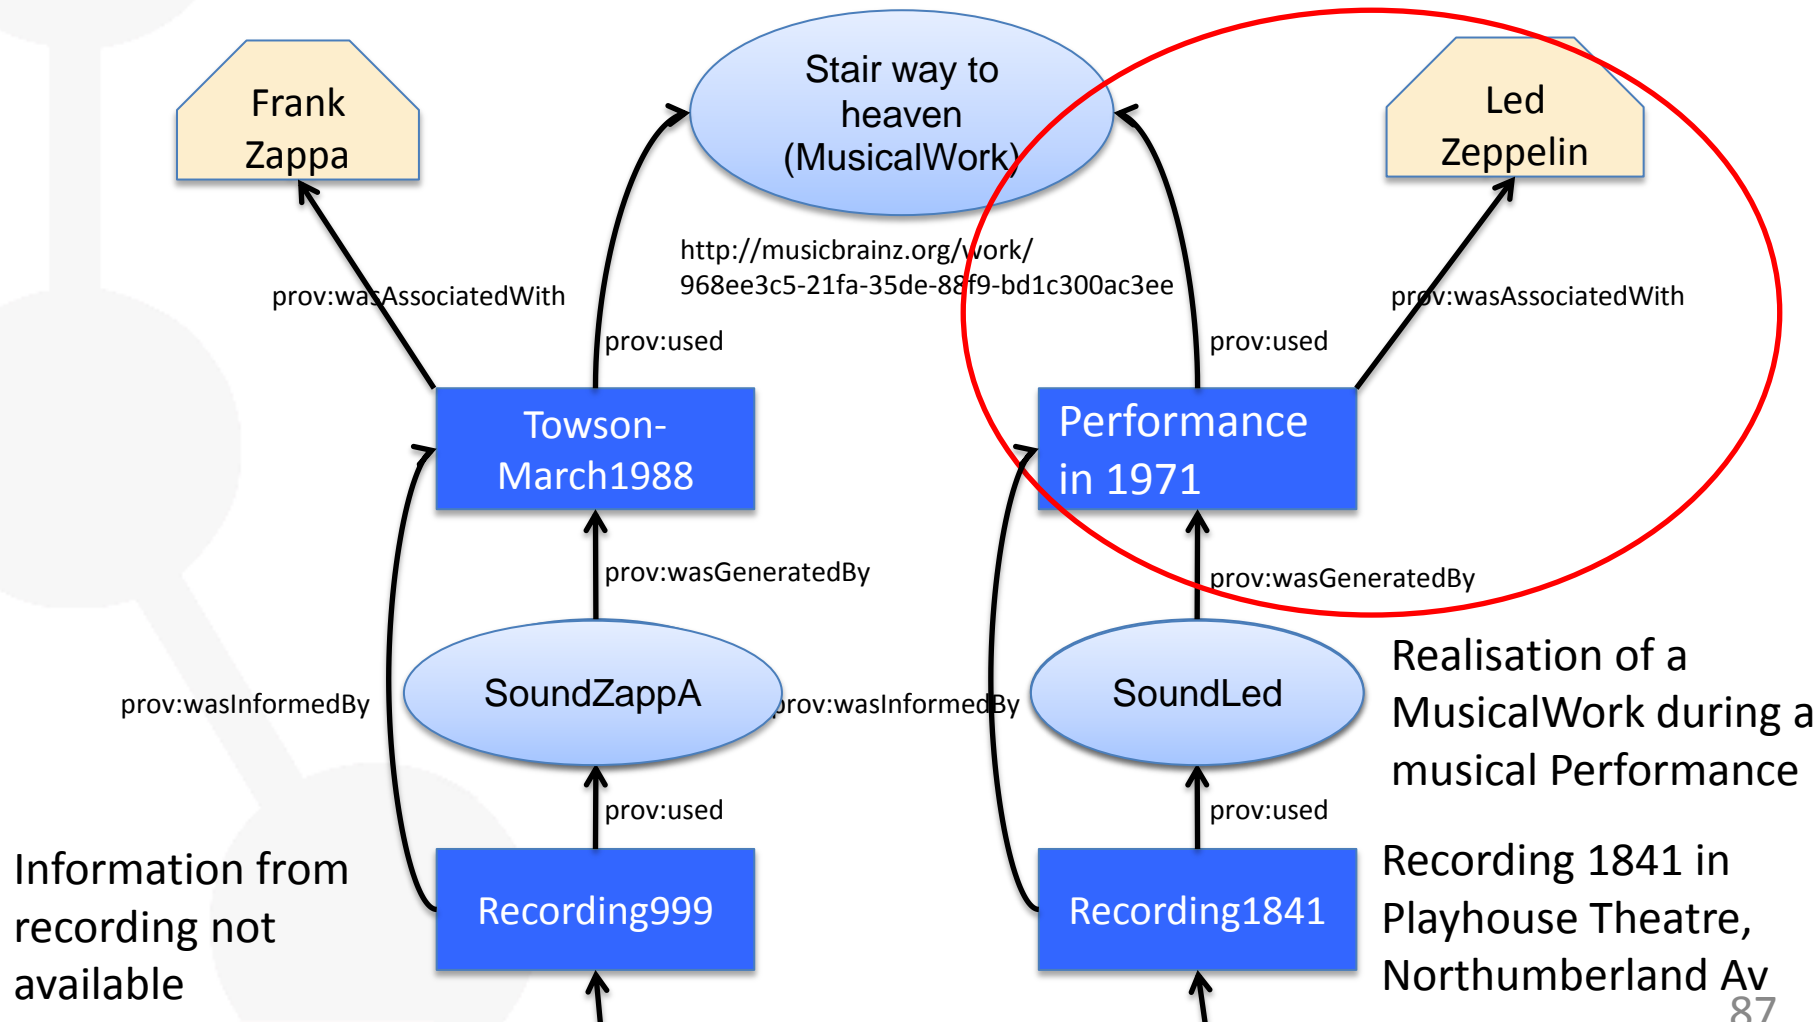 Frank
Zappa
Stair way to
heaven
(MusicalWork)
Led
Zeppelin
http://musicbrainz.org/work/
968ee3c5-21fa-35de-88f9-bd1c300ac3ee
prov:wasAssociatedWith
prov:wasAssociatedWith
prov:used
prov:used
Towson-
March1988
Performance
in 1971
prov:wasGeneratedBy
prov:wasGeneratedBy
prov:wasInformedBy
SoundZappA
prov:wasInformedBy
SoundLed
Realisation of a
MusicalWork during a
musical Performance
prov:used
prov:used
Information from
recording not
available
Recording999
Recording1841
Recording 1841 in
Playhouse Theatre,
Northumberland Av
87